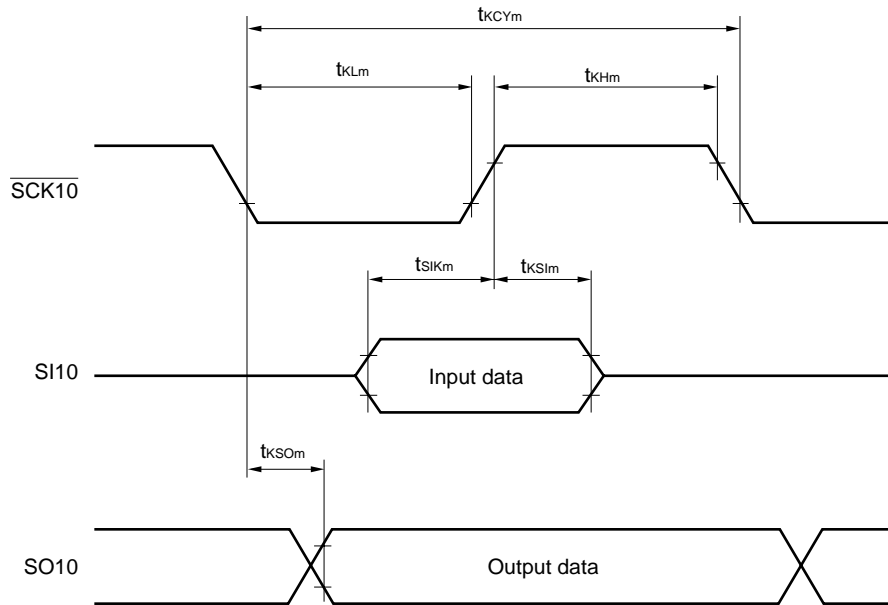 tKCYm
tKLm
tKHm
SCK10
tSIKm
tKSIm
SI10
Input data
tKSOm
SO10
Output data